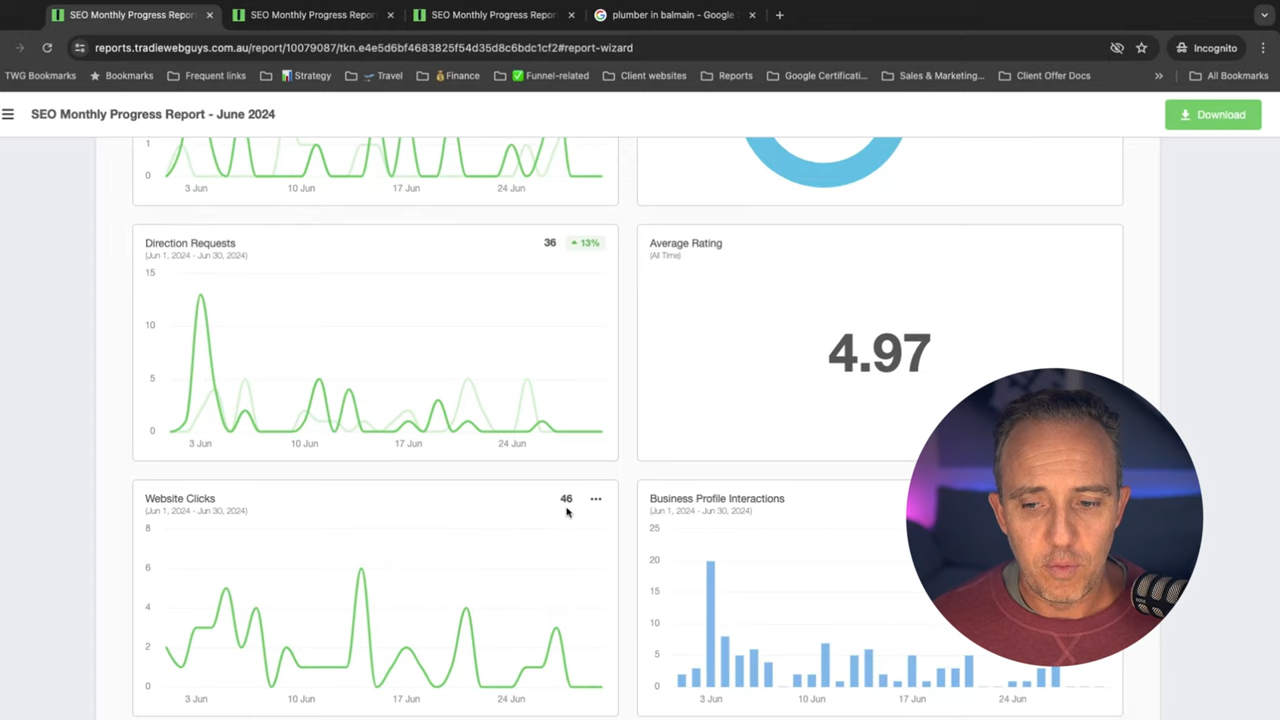 SEO Monthly Progress Report
SEO Monthly Progress Report
SEO Monthly Progress Report
plumber in balmain - Google
reports.tradiewebguys.com.au/report/10079087/tkn.e4e5d6bf4683825f54d35d8c6bdc1cf2#report-wizard
Incognito
TWG Bookmarks
Bookmarks
Frequent links
Strategy
Travel
Finance
Funnel-related
Client websites
Reports
Google Certificati...
Sales & Marketing...
Client Offer Docs
»
All Bookmarks
SEO Monthly Progress Report - June 2024
Download
1
0
3 Jun 10 Jun 17 Jun 24 Jun
Direction Requests 36 13%
(Jun 1, 2024 - Jun 30, 2024)
15
10
5
0
3 Jun 10 Jun 17 Jun 24 Jun
Average Rating
(All Time)
4.97
Website Clicks 46 ...
(Jun 1, 2024 - Jun 30, 2024)
8
6
4
2
0
3 Jun 10 Jun 17 Jun 24 Jun
Business Profile Interactions
(Jun 1, 2024 - Jun 30, 2024)
25
20
15
10
5
0
3 Jun 10 Jun 17 Jun 24 Jun